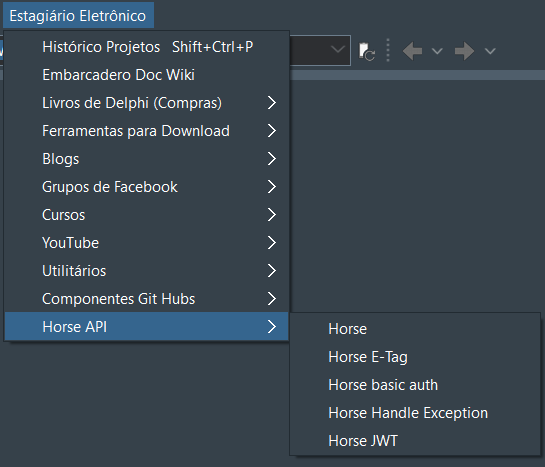 Estagiário Eletrônico
Histórico Projetos Shift+Ctrl+P
Embarcadero Doc Wiki
Livros de Delphi (Compras)
Ferramentas para Download
Blogs
Grupos de Facebook
Cursos
YouTube
Utilitários
Componentes Git Hubs
Horse API
Horse
Horse E-Tag
Horse basic auth
Horse Handle Exception
Horse JWT